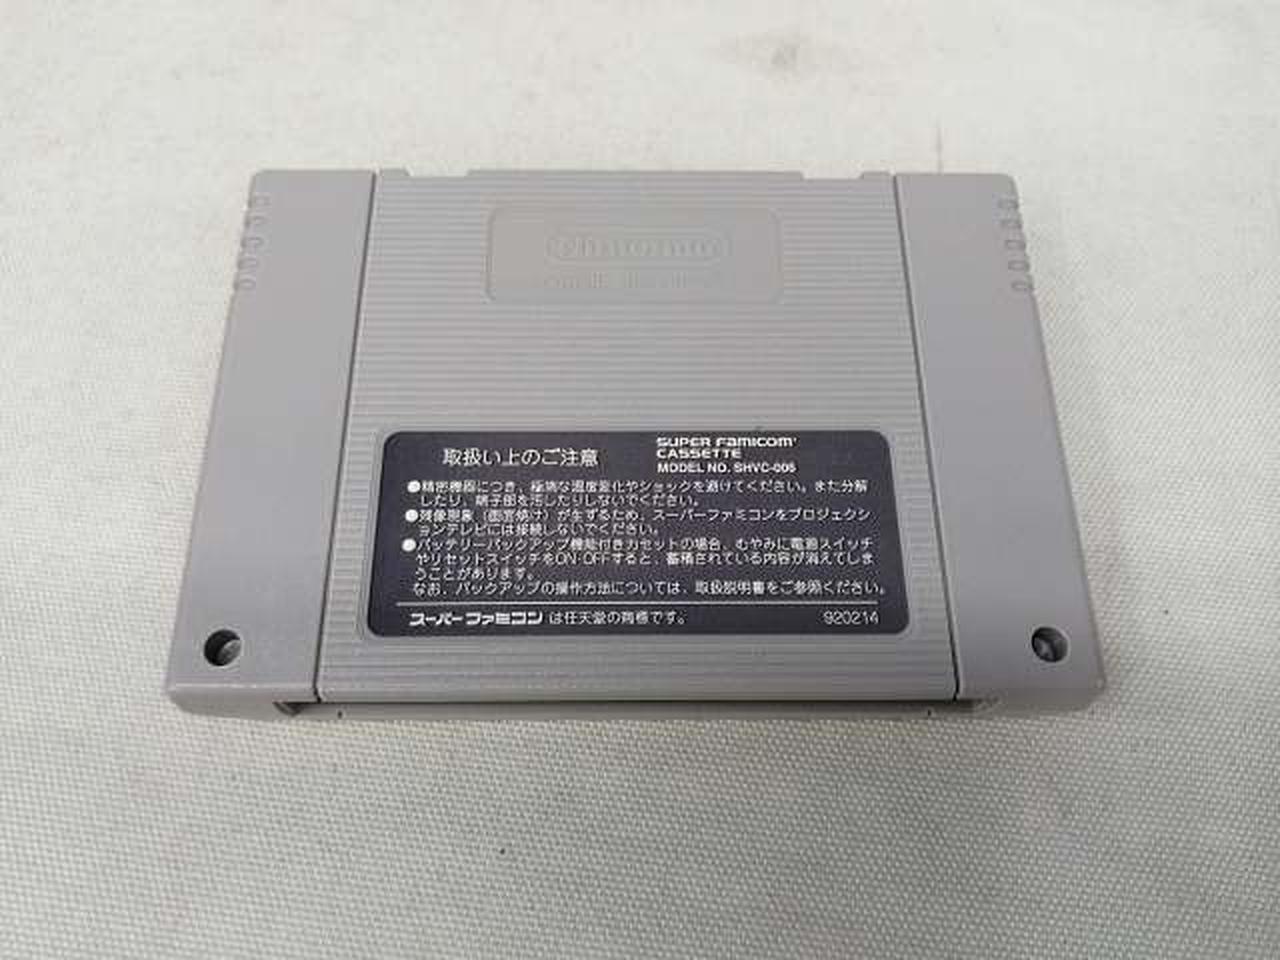 Nintendo
取扱い上のご注意
SUPER Famicom
CASSETTE
MODEL NO. SHVC-006
●精密機器につき、極端な温度変化やショックを避けてください。また分解
したり、端子部を汚したりしないでください。
●残像現象（画面焼け）が生ずるため、スーパーファミコンをプロジェクシ
ョンテレビには接続しないでください。
●バッテリーバックアップ機能付きカセットの場合、むやみに電源スイッチ
やリセットスイッチをON・OFFすると、蓄積されている内容が消えてしま
うことがあります。
なお、バックアップの操作方法については、取扱説明書をご参照ください。
スーパーファミコンは任天堂の商標です。
920214